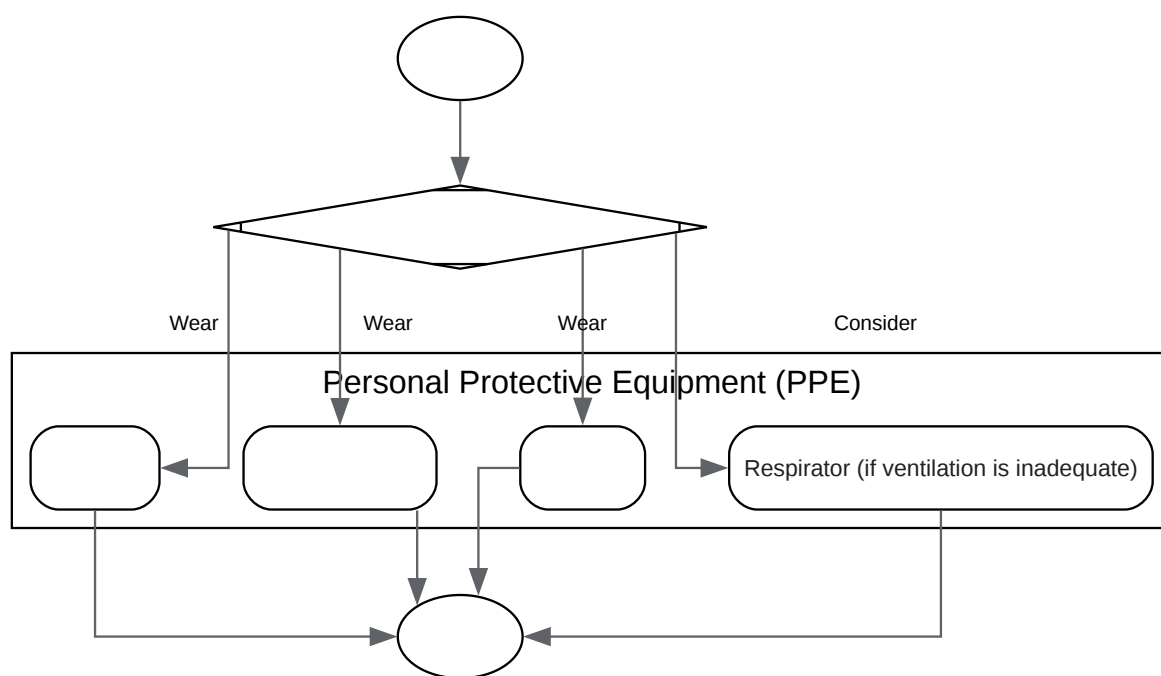 Wear
Wear
Wear
Consider
Personal Protective Equipment (PPE)
Respirator (if ventilation is inadequate)